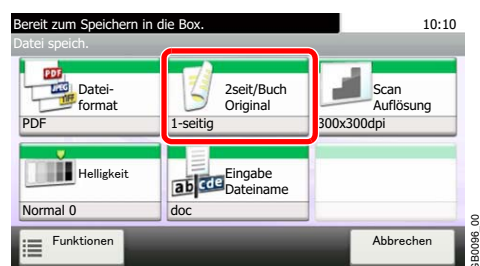 Bereit zum Speichern in die Box.
10:10
Datei speich.
PDF
JPEG
TIFF
Datei-
format
PDF
2seit/Buch
Original
1-seitig
Scan
Auflösung
300x300dpi
Helligkeit
Normal 0
ab|cde
Eingabe
Dateiname
doc
Funktionen
Abbrechen